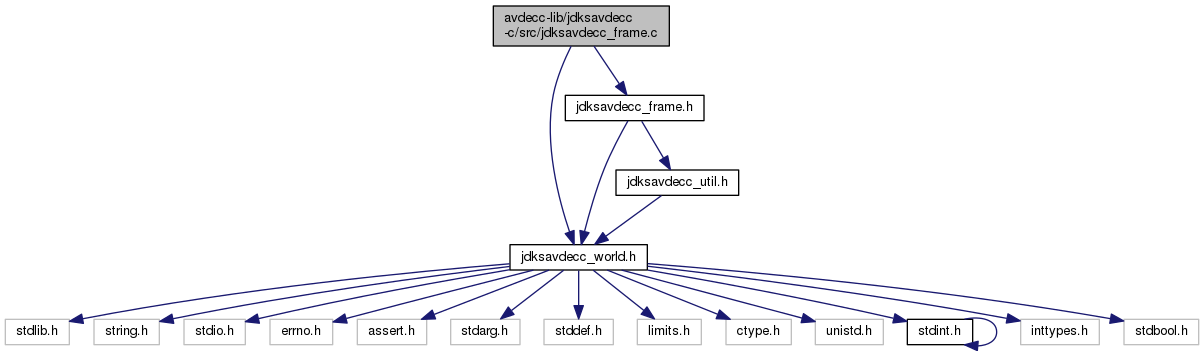 avdecc-lib/jdksavdecc
-c/src/jdksavdecc_frame.c
jdksavdecc_frame.h
jdksavdecc_util.h
jdksavdecc_world.h
stdlib.h
string.h
stdio.h
errno.h
assert.h
stdarg.h
stddef.h
limits.h
ctype.h
unistd.h
stdint.h
inttypes.h
stdbool.h